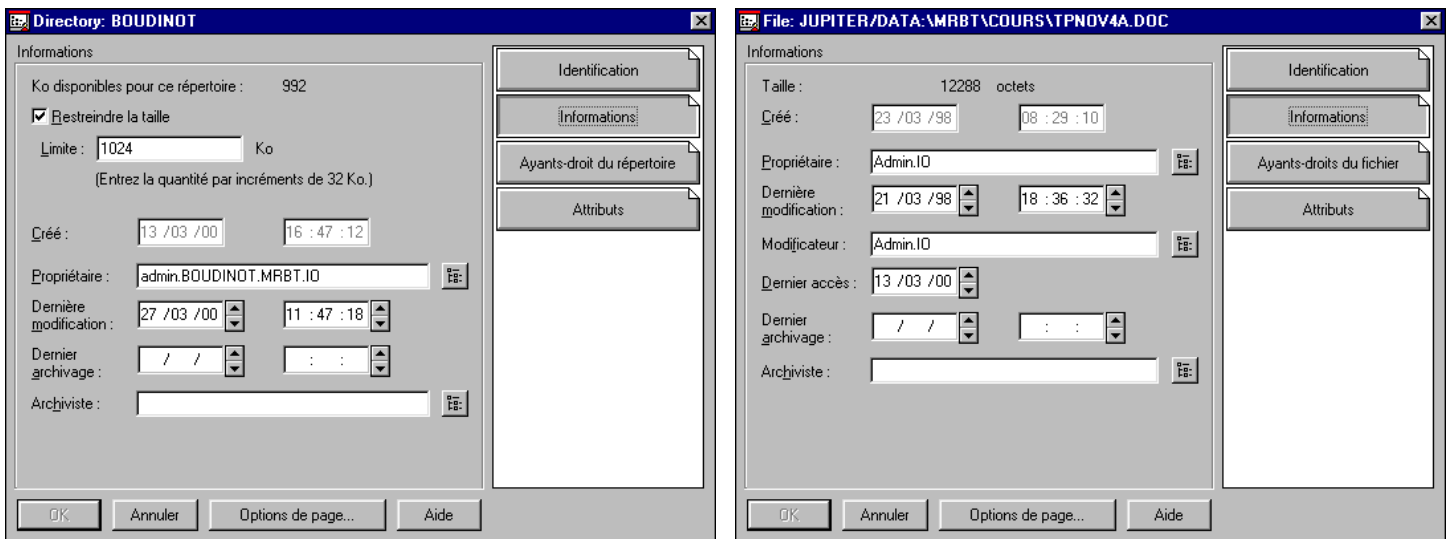 Directory: BOUDINOT
Informations
Ko disponibles pour ce répertoire : 992
Restreindre la taille
Limite : 1024 Ko
(Entrez la quantité par incréments de 32 Ko.)
Créé : 13 /03 /00 16 : 47 : 12
Propriétaire : admin.BOUDINOT.MRBT.IO
Dernière modification : 27 /03 /00 11 : 47 : 18
Dernier archivage : / / : :
Archiviste :
Identification
Informations
Ayants-droit du répertoire
Attributs
OK Annuler Options de page... Aide
File: JUPITER/DATA:\MRBT\COURS\TPNOV4A.DOC
Informations
Taille : 12288 octets
Créé : 23 /03 /98 08 : 29 : 10
Propriétaire : Admin.IO
Dernière modification : 21 /03 /98 18 : 36 : 32
Modificateur : Admin.IO
Dernier accès : 13 /03 /00
Dernier archivage : / / : :
Archiviste :
Identification
Informations
Ayants-droits du fichier
Attributs
OK Annuler Options de page... Aide